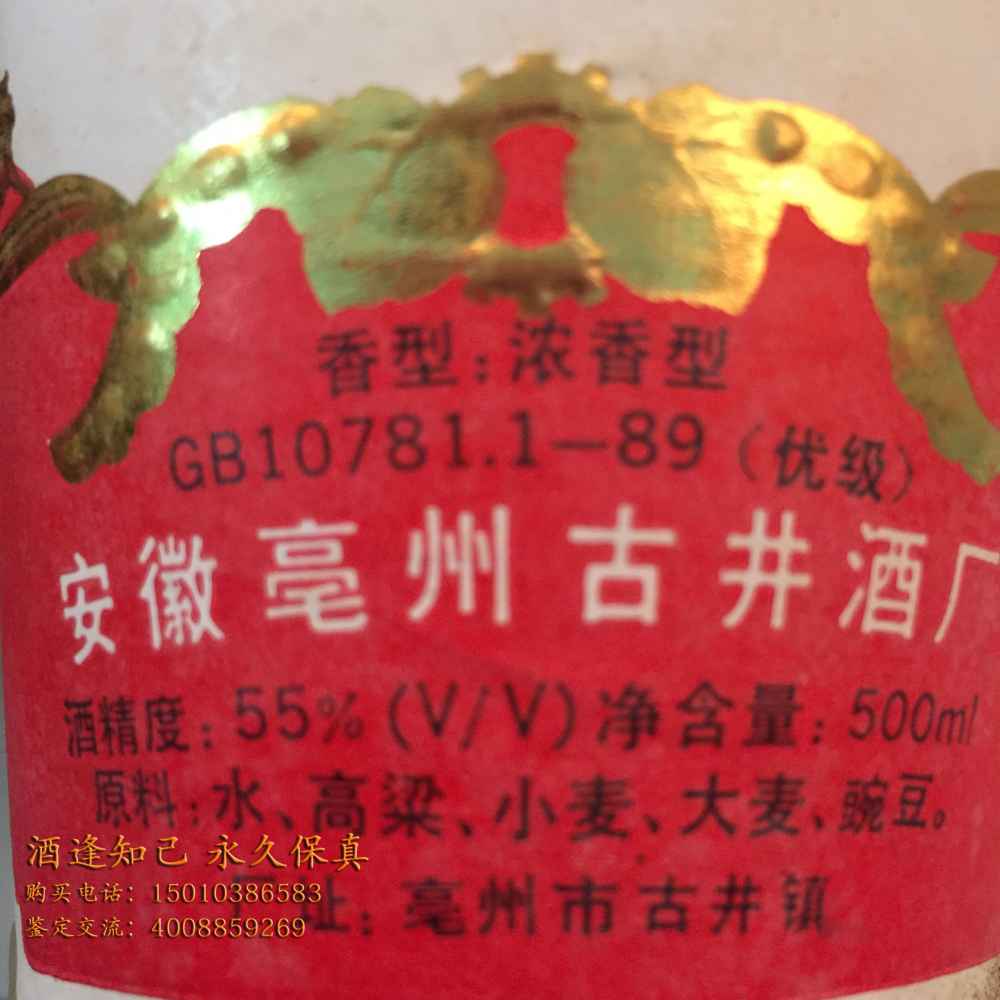 香型：浓香型
GB10781.1—89（优级）
安徽亳州古井酒厂
酒精度：55%(V/V)净含量：500ml
原料：水、高粱、小麦、大麦、豌豆。
酒逢知己 永久保真
购买电话：15010386583
址：亳州市古井镇
鉴定交流：4008859269